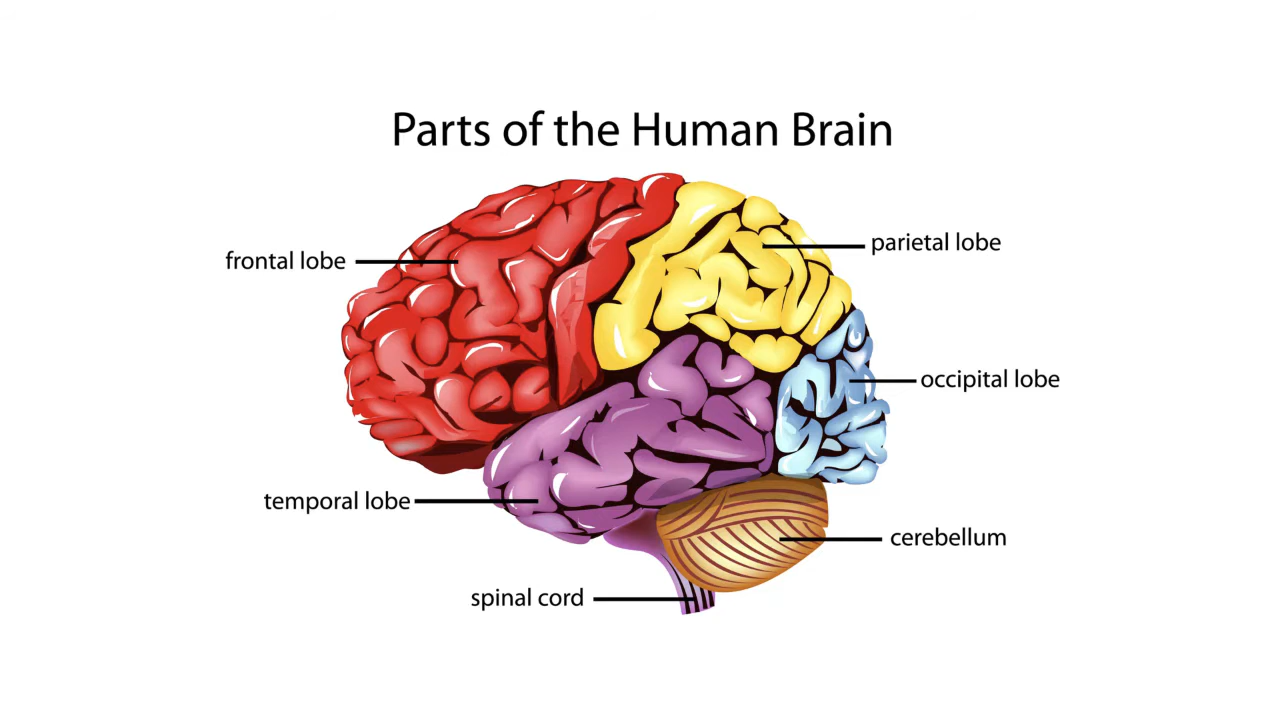 Parts of the Human Brain
frontal lobe
parietal lobe
occipital lobe
temporal lobe
cerebellum
spinal cord